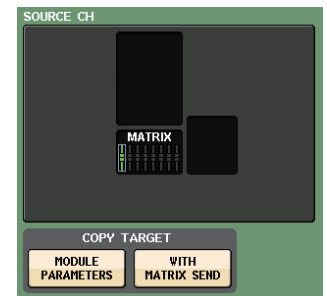 SOURCE CH
MATRIX
COPY TARGET
MODULE
PARAMETERS
WITH
MATRIX SEND